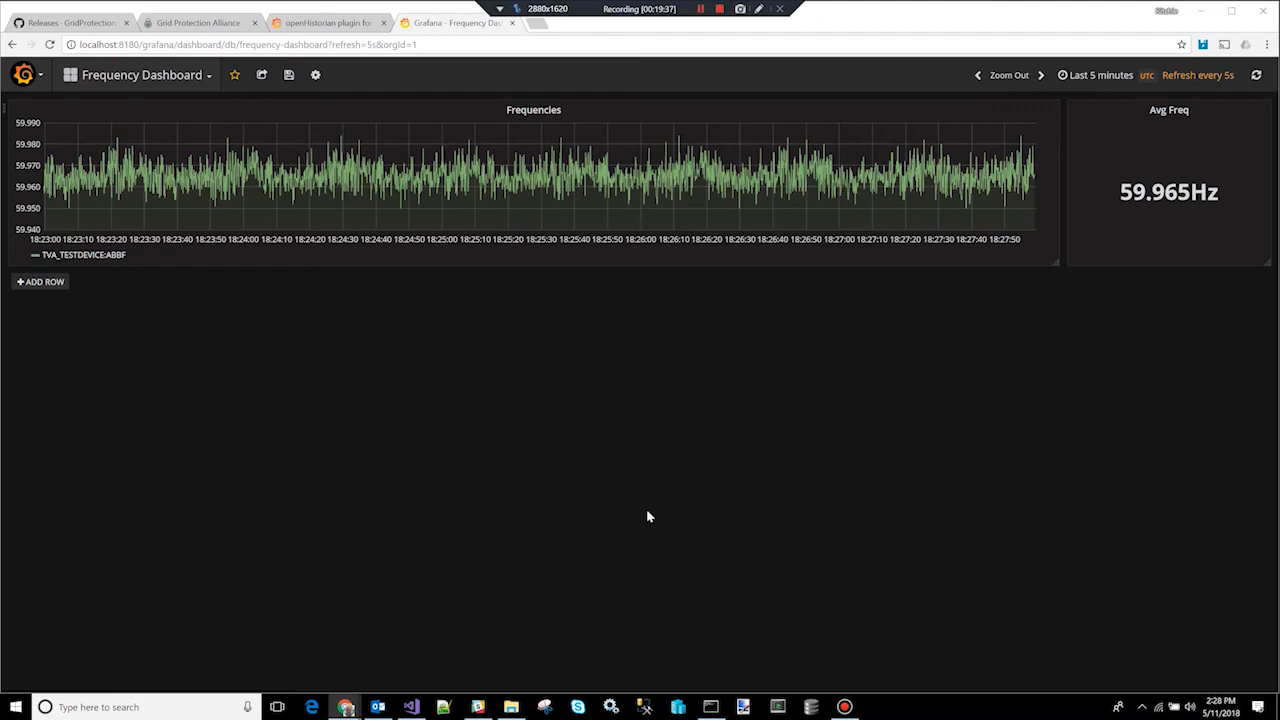 2880x1620 Recording [00:19:37]
Ritchie
Releases · GridProtection
Grid Protection Alliance
openHistorian plugin for
Grafana - Frequency Das
localhost:8180/grafana/dashboard/db/frequency-dashboard?refresh=5s&orgId=1
Frequency Dashboard
Zoom Out
Last 5 minutes UTC Refresh every 5s
Frequencies
Avg Freq
59.990
59.980
59.970
59.960
59.950
59.940
59.965Hz
18:23:00 18:23:10 18:23:20 18:23:30 18:23:40 18:23:50 18:24:00 18:24:10 18:24:20 18:24:30 18:24:40 18:24:50 18:25:00 18:25:10 18:25:20 18:25:30 18:25:40 18:25:50 18:26:00 18:26:10 18:26:20 18:26:30 18:26:40 18:26:50 18:27:00 18:27:10 18:27:20 18:27:30 18:27:40 18:27:50
TVA_TESTDEVICE:ABBF
ADD ROW
Type here to search
2:28 PM
5/11/2018